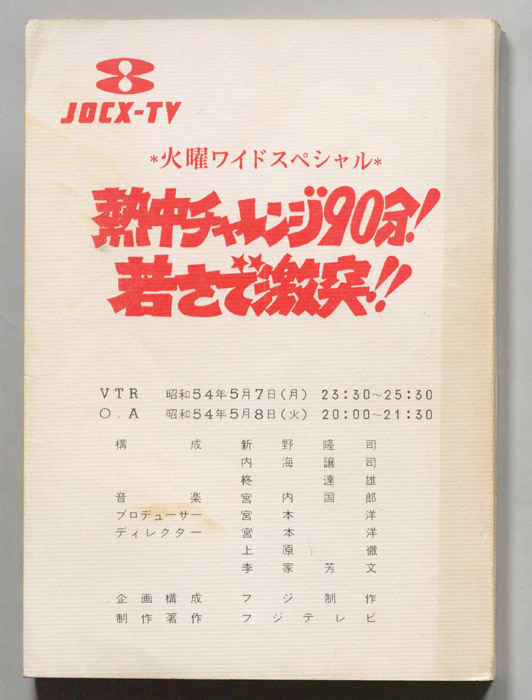 JOCX-TV
*火曜ワイドスペシャル*
熱中チャレンジ90分!
若さで激突!!
VTR 昭和54年5月7日(月) 23:30〜25:30
O.A 昭和54年5月8日(火) 20:00〜21:30
構成 新野隆司
内海譲司
柊達雄
音楽 宮内国郎
プロデューサー 宮本洋
ディレクター 宮本洋
上原徹
李家芳文
企画構成 フジ制作
制作著作 フジテレビ